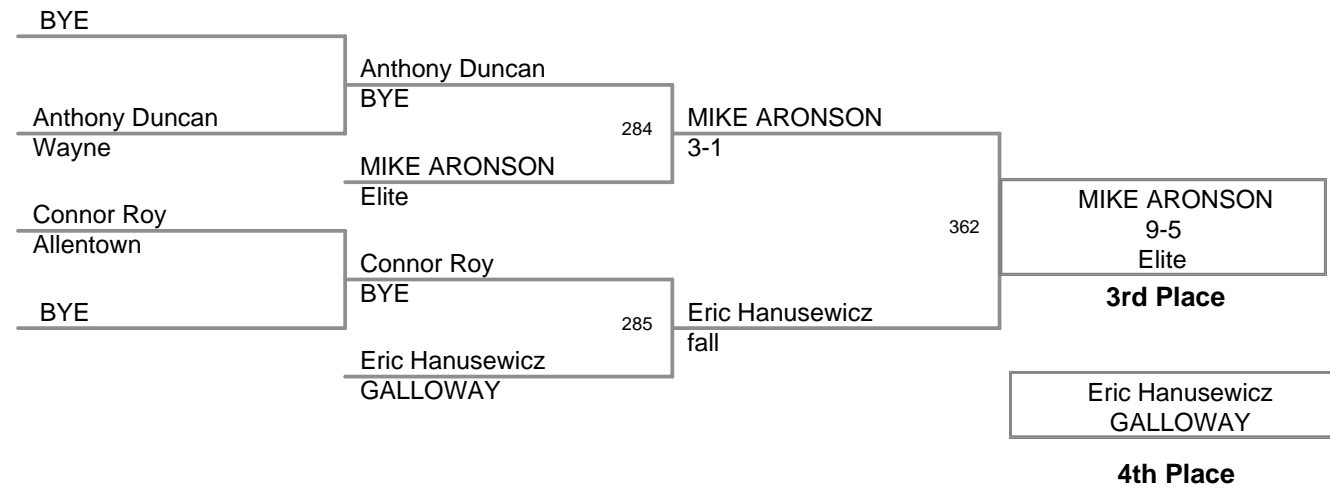 BYE
Anthony Duncan
BYE
Anthony Duncan
Wayne
284
MIKE ARONSON
3-1
MIKE ARONSON
Elite
Connor Roy
Allentown
362
MIKE ARONSON
9-5
Elite
3rd Place
Connor Roy
BYE
BYE
285
Eric Hanusewicz
fall
Eric Hanusewicz
GALLOWAY
Eric Hanusewicz
GALLOWAY
4th Place